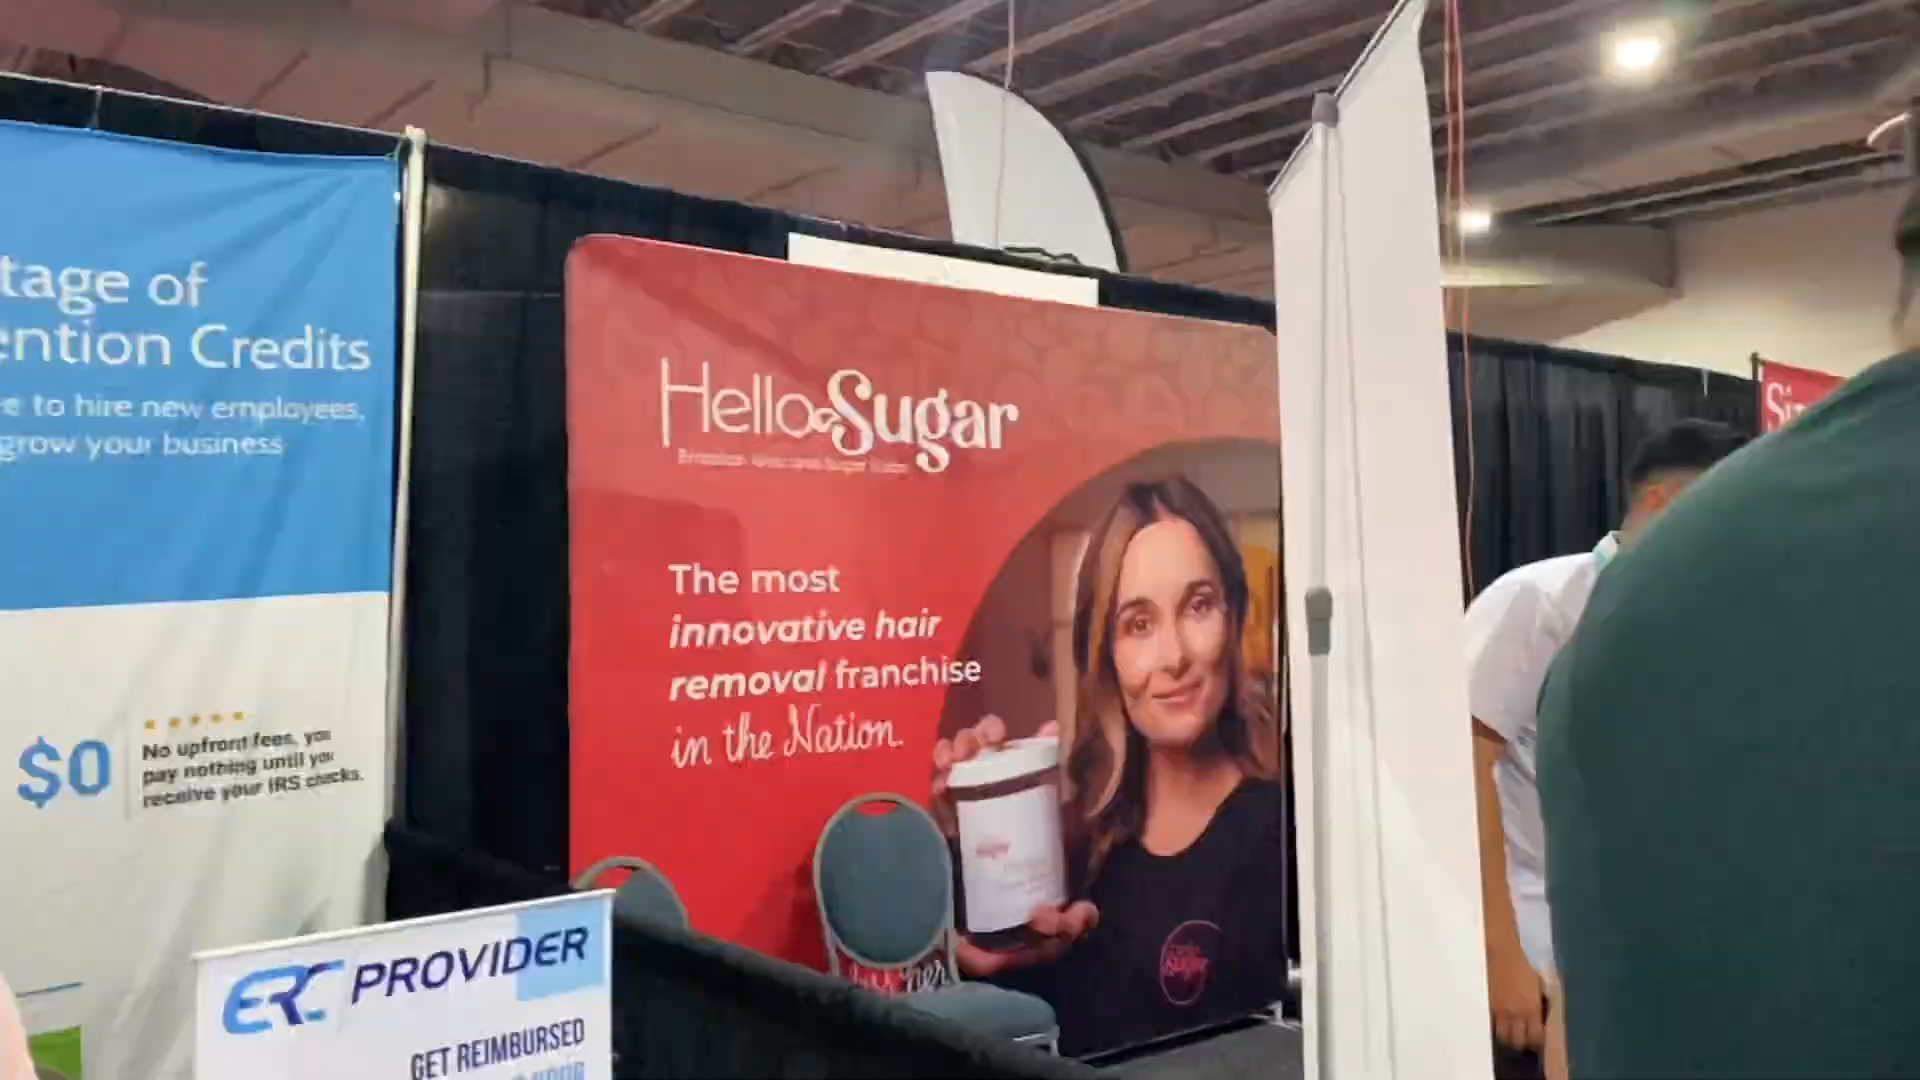 tage of
ention Credits
e to hire new employees,
grow your business
$0
No upfront fees, you
pay nothing until you
receive your IRS checks.
ERC PROVIDER
GET REIMBURSED
Hello Sugar
The most
innovative hair
removal franchise
in the Nation.
sugar
her